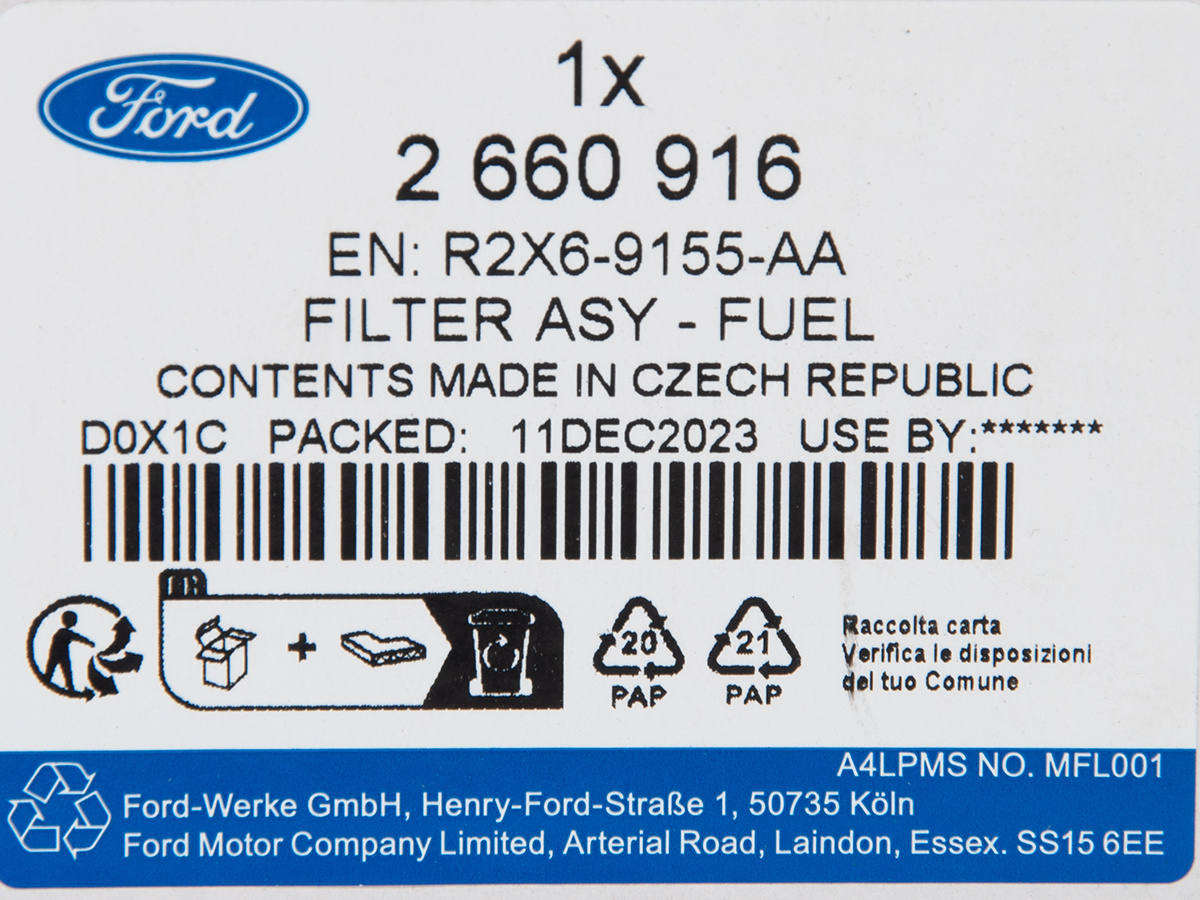 Ford
1x
2 660 916
EN: R2X6-9155-AA
FILTER ASY - FUEL
CONTENTS MADE IN CZECH REPUBLIC
D0X1C PACKED: 11DEC2023 USE BY:*******
FR
20
PAP
21
PAP
Raccolta carta
Verifica le disposizioni
del tuo Comune
A4LPMS NO. MFL001
Ford-Werke GmbH, Henry-Ford-Straße 1, 50735 Köln
Ford Motor Company Limited, Arterial Road, Laindon, Essex. SS15 6EE